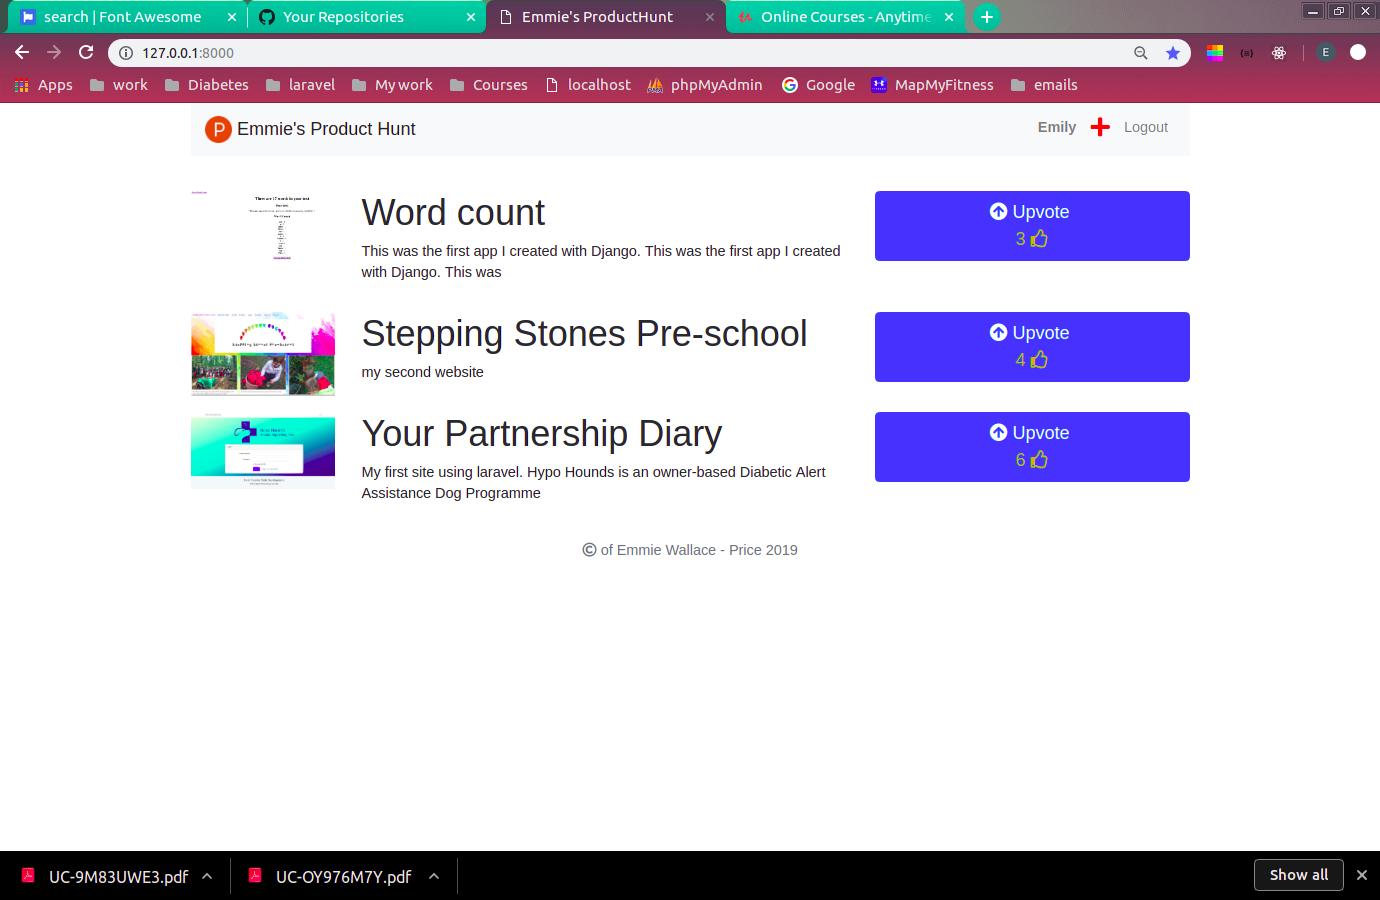 search | Font Awesome
Your Repositories
Emmie's ProductHunt
Online Courses - Anytime
127.0.0.1:8000
E
Apps
work
Diabetes
laravel
My work
Courses
localhost
phpMyAdmin
Google
MapMyFitness
emails
P Emmie's Product Hunt
Emily
Logout
Word count
This was the first app I created with Django. This was the first app I created
with Django. This was
Upvote
3
Stepping Stones Pre-school
my second website
Upvote
4
Your Partnership Diary
My first site using laravel. Hypo Hounds is an owner-based Diabetic Alert
Assistance Dog Programme
Upvote
6
© of Emmie Wallace - Price 2019
UC-9M83UWE3.pdf
UC-OY976M7Y.pdf
Show all